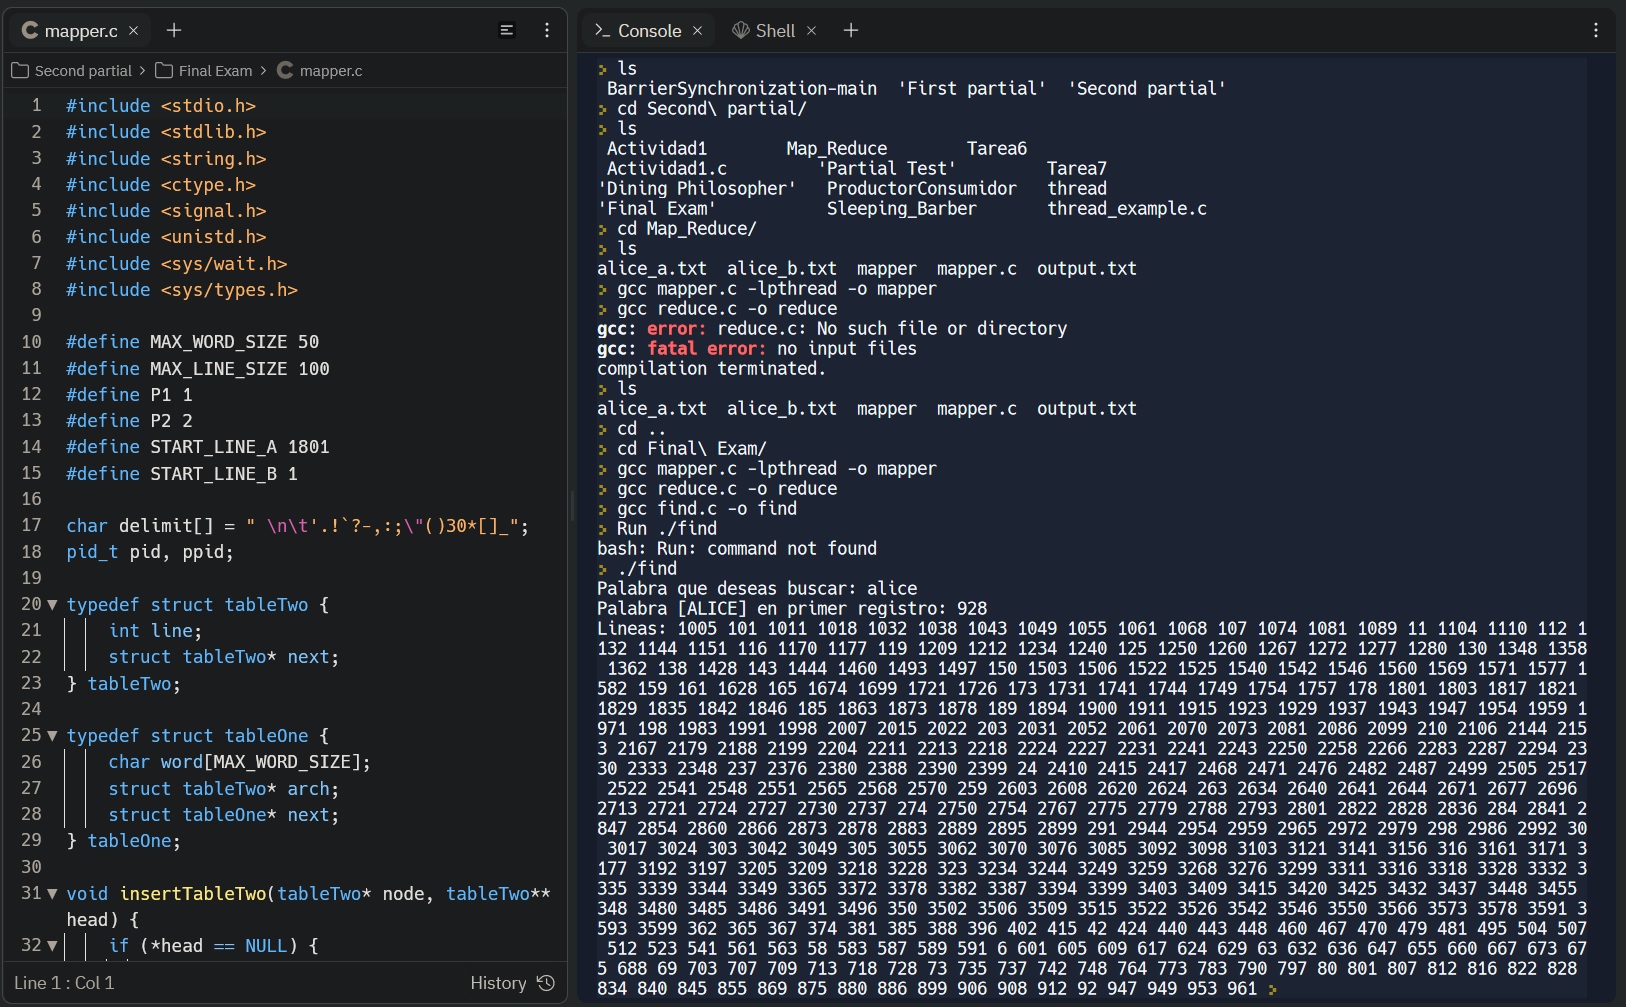 mapper.c
Second partial > Final Exam > mapper.c
1 #include <stdio.h>
2 #include <stdlib.h>
3 #include <string.h>
4 #include <ctype.h>
5 #include <signal.h>
6 #include <unistd.h>
7 #include <sys/wait.h>
8 #include <sys/types.h>
9
10 #define MAX_WORD_SIZE 50
11 #define MAX_LINE_SIZE 100
12 #define P1 1
13 #define P2 2
14 #define START_LINE_A 1801
15 #define START_LINE_B 1
16
17 char delimit[] = " \n\t'.!`?-,:;\"()30*[]_";
18 pid_t pid, ppid;
19
20 typedef struct tableTwo {
21 int line;
22 struct tableTwo* next;
23 } tableTwo;
24
25 typedef struct tableOne {
26 char word[MAX_WORD_SIZE];
27 struct tableTwo* arch;
28 struct tableOne* next;
29 } tableOne;
30
31 void insertTableTwo(tableTwo* node, tableTwo**
head) {
32 if (*head == NULL) {
Line 1 : Col 1
History
Console
Shell
> ls
BarrierSynchronization-main 'First partial' 'Second partial'
> cd Second\ partial/
> ls
Actividad1 Map_Reduce Tarea6
Actividad1.c 'Partial Test' Tarea7
'Dining Philosopher' ProductorConsumidor thread
'Final Exam' Sleeping_Barber thread_example.c
> cd Map_Reduce/
> ls
alice_a.txt alice_b.txt mapper mapper.c output.txt
> gcc mapper.c -lpthread -o mapper
> gcc reduce.c -o reduce
gcc: error: reduce.c: No such file or directory
gcc: fatal error: no input files
compilation terminated.
> ls
alice_a.txt alice_b.txt mapper mapper.c output.txt
> cd ..
> cd Final\ Exam/
> gcc mapper.c -lpthread -o mapper
> gcc reduce.c -o reduce
> gcc find.c -o find
> Run ./find
bash: Run: command not found
> ./find
Palabra que deseas buscar: alice
Palabra [ALICE] en primer registro: 928
Lineas: 1005 101 1011 1018 1032 1038 1043 1049 1055 1061 1068 107 1074 1081 1089 11 1104 1110 112 1
132 1144 1151 116 1170 1177 119 1209 1212 1234 1240 125 1250 1260 1267 1272 1277 1280 130 1348 1358
1362 138 1428 143 1444 1460 1493 1497 150 1503 1506 1522 1525 1540 1542 1546 1560 1569 1571 1577 1
582 159 161 1628 165 1674 1699 1721 1726 173 1731 1741 1744 1749 1754 1757 178 1801 1803 1817 1821
1829 1835 1842 1846 185 1863 1873 1878 189 1894 1900 1911 1915 1923 1929 1937 1943 1947 1954 1959 1
971 198 1983 1991 1998 2007 2015 2022 203 2031 2052 2061 2070 2073 2081 2086 2099 210 2106 2144 215
3 2167 2179 2188 2199 2204 2211 2213 2218 2224 2227 2231 2241 2243 2250 2258 2266 2283 2287 2294 23
30 2333 2348 237 2376 2380 2388 2390 2399 24 2410 2415 2417 2468 2471 2476 2482 2487 2499 2505 2517
2522 2541 2548 2551 2565 2568 2570 259 2603 2608 2620 2624 263 2634 2640 2641 2644 2671 2677 2696
2713 2721 2724 2727 2730 2737 274 2750 2754 2767 2775 2779 2788 2793 2801 2822 2828 2836 284 2841 2
847 2854 2860 2866 2873 2878 2883 2889 2895 2899 291 2944 2954 2959 2965 2972 2979 298 2986 2992 30
3017 3024 303 3042 3049 305 3055 3062 3070 3076 3085 3092 3098 3103 3121 3141 3156 316 3161 3171 3
177 3192 3197 3205 3209 3218 3228 323 3234 3244 3249 3259 3268 3276 3299 3311 3316 3318 3328 3332 3
335 3339 3344 3349 3365 3372 3378 3382 3387 3394 3399 3403 3409 3415 3420 3425 3432 3437 3448 3455
348 3480 3485 3486 3491 3496 350 3502 3506 3509 3515 3522 3526 3542 3546 3550 3566 3573 3578 3591 3
593 3599 362 365 367 374 381 385 388 396 402 415 42 424 440 443 448 460 467 470 479 481 495 504 507
512 523 541 561 563 58 583 587 589 591 6 601 605 609 617 624 629 63 632 636 647 655 660 667 673 67
5 688 69 703 707 709 713 718 728 73 735 737 742 748 764 773 783 790 797 80 801 807 812 816 822 828
834 840 845 855 869 875 880 886 899 906 908 912 92 947 949 953 961 >